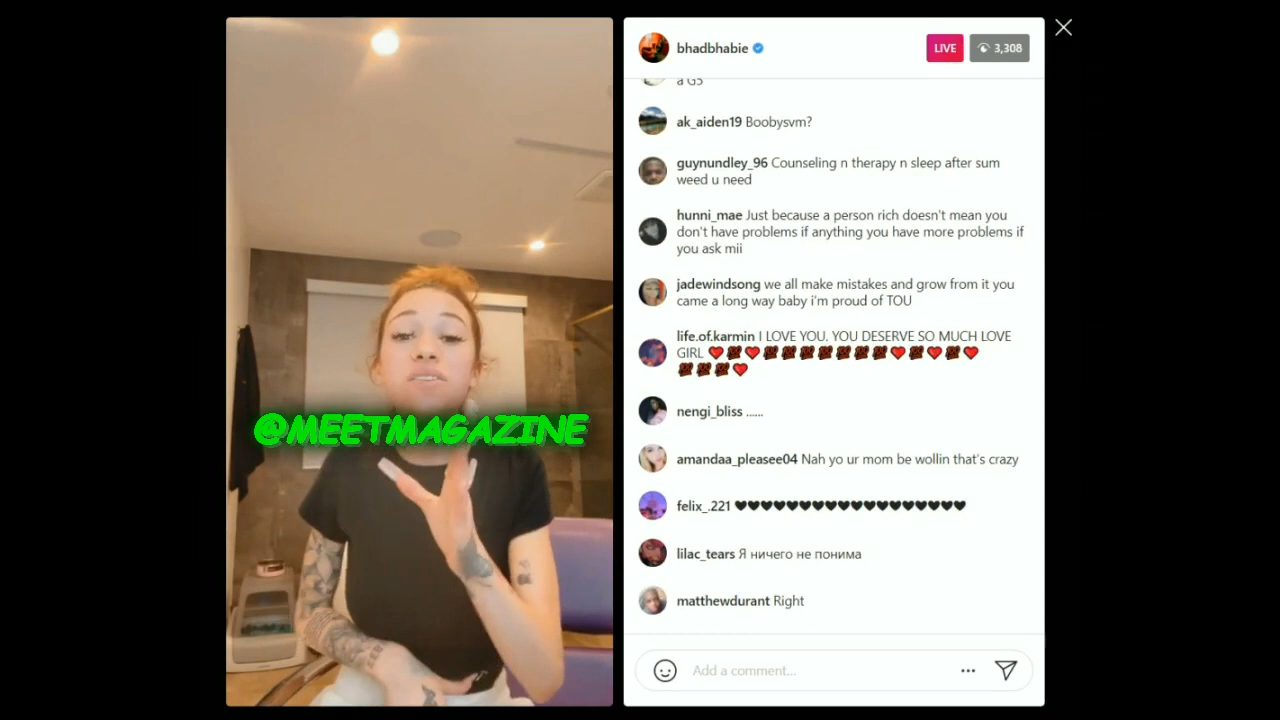 bhadbhabie
LIVE
3,308
a G5
ak_aiden19 Boobysvm?
guynundley_96 Counseling n therapy n sleep after sum
weed u need
hunni_mae Just because a person rich doesn't mean you
don't have problems if anything you have more problems if
you ask mii
jadewindsong we all make mistakes and grow from it you
came a long way baby i'm proud of TOU
life.of.karmin I LOVE YOU. YOU DESERVE SO MUCH LOVE
GIRL ❤️💯❤️💯💯💯💯💯💯💯❤️💯❤️💯❤️
💯💯💯❤️
nengi_bliss ......
amandaa_pleasee04 Nah yo ur mom be wollin that's crazy
felix_.221 🖤🖤🖤🖤🖤🖤🖤🖤🖤🖤🖤🖤🖤🖤🖤🖤🖤🖤
lilac_tears Я ничего не понима
matthewdurant Right
Add a comment...
@MEETMAGAZINE